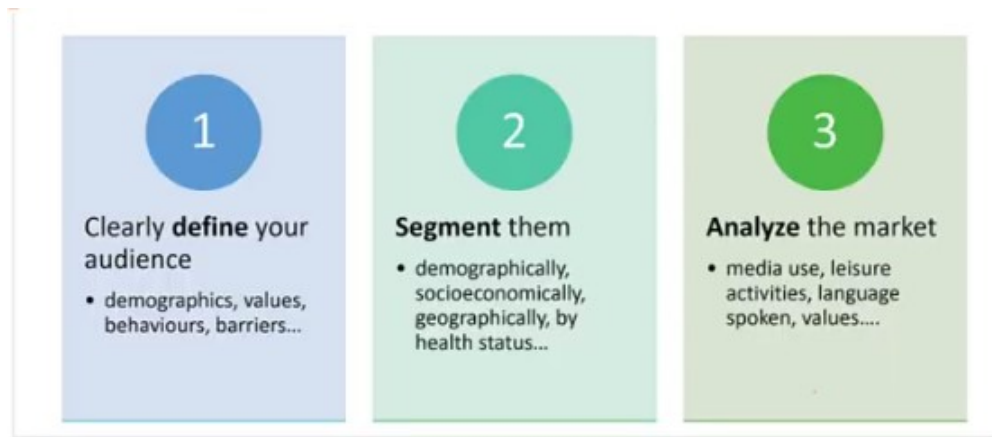 1
Clearly define your
audience
• demographics, values,
behaviours, barriers...
2
Segment them
• demographically,
socioeconomically,
geographically, by
health status...
3
Analyze the market
• media use, leisure
activities, language
spoken, values....